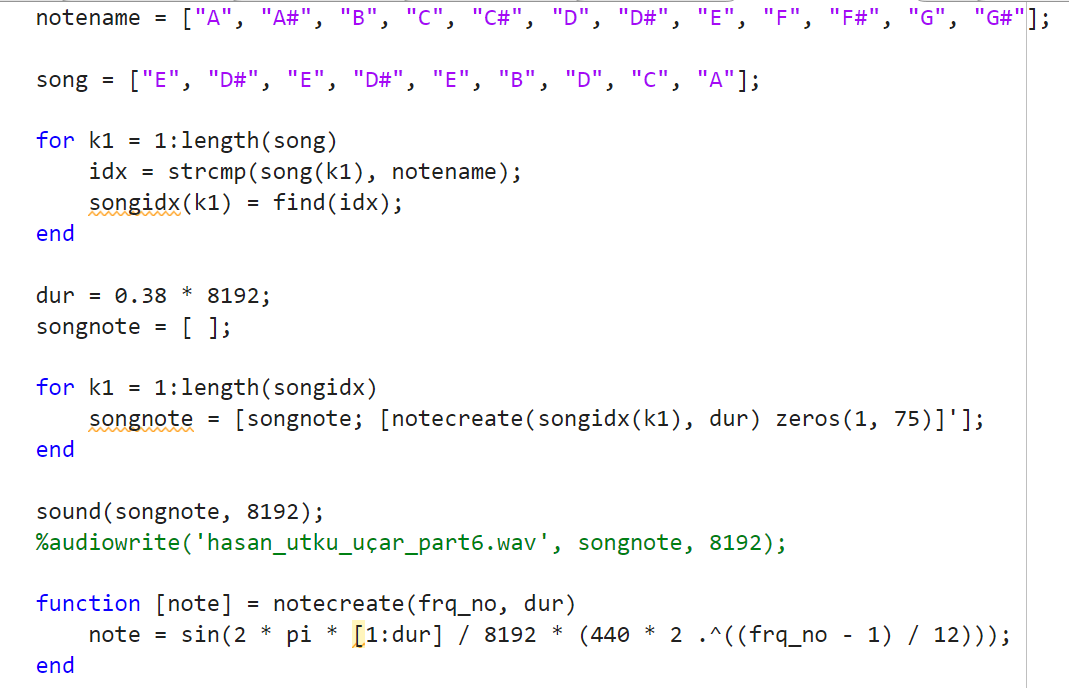 notename = ["A", "A#", "B", "C", "C#", "D", "D#", "E", "F", "F#", "G", "G#"];
song = ["E", "D#", "E", "D#", "E", "B", "D", "C", "A"];
for k1 = 1:length(song)
    idx = strcmp(song(k1), notename);
    songidx(k1) = find(idx);
end
dur = 0.38 * 8192;
songnote = [ ];
for k1 = 1:length(songidx)
    songnote = [songnote; [notecreate(songidx(k1), dur) zeros(1, 75)]'];
end
sound(songnote, 8192);
%audiowrite('hasan_utku_uçar_part6.wav', songnote, 8192);
function [note] = notecreate(frq_no, dur)
    note = sin(2 * pi * [1:dur] / 8192 * (440 * 2 .^((frq_no - 1) / 12)));
end